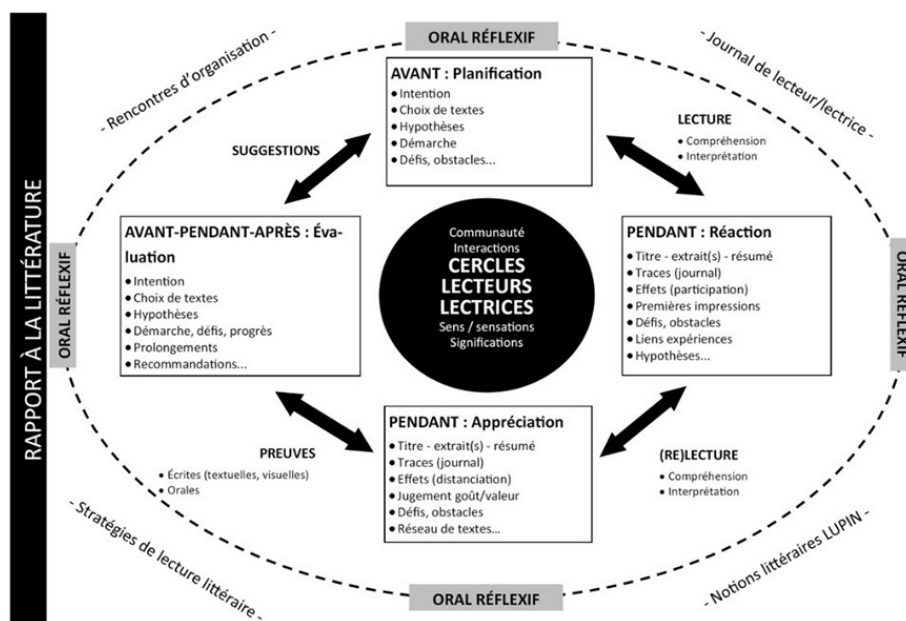 RAPPORT À LA LITTÉRATURE
ORAL RÉFLEXIF
- Rencontres d'organisation -
- Journal de lecteur/lectrice -
AVANT : Planification
● Intention
● Choix de textes
● Hypothèses
● Démarche
● Défis, obstacles...
SUGGESTIONS
LECTURE
● Compréhension
● Interprétation
ORAL RÉFLEXIF
AVANT-PENDANT-APRÈS : Éva-
luation
● Intention
● Choix de textes
● Hypothèses
● Démarche, défis, progrès
● Prolongements
● Recommandations...
Communauté
Interactions
CERCLES
LECTEURS
LECTRICES
Sens / sensations
Significations
PENDANT : Réaction
● Titre - extrait(s) - résumé
● Traces (journal)
● Effets (participation)
● Premières impressions
● Défis, obstacles
● Liens expériences
● Hypothèses...
ORAL RÉFLEXIF
PENDANT : Appréciation
● Titre - extrait(s) - résumé
● Traces (journal)
● Effets (distanciation)
● Jugement goût/valeur
● Défis, obstacles
● Réseau de textes...
PREUVES
● Écrites (textuelles, visuelles)
● Orales
(RE)LECTURE
● Compréhension
● Interprétation
- Stratégies de lecture littéraire -
- Notions littéraires LUPIN -
ORAL RÉFLEXIF